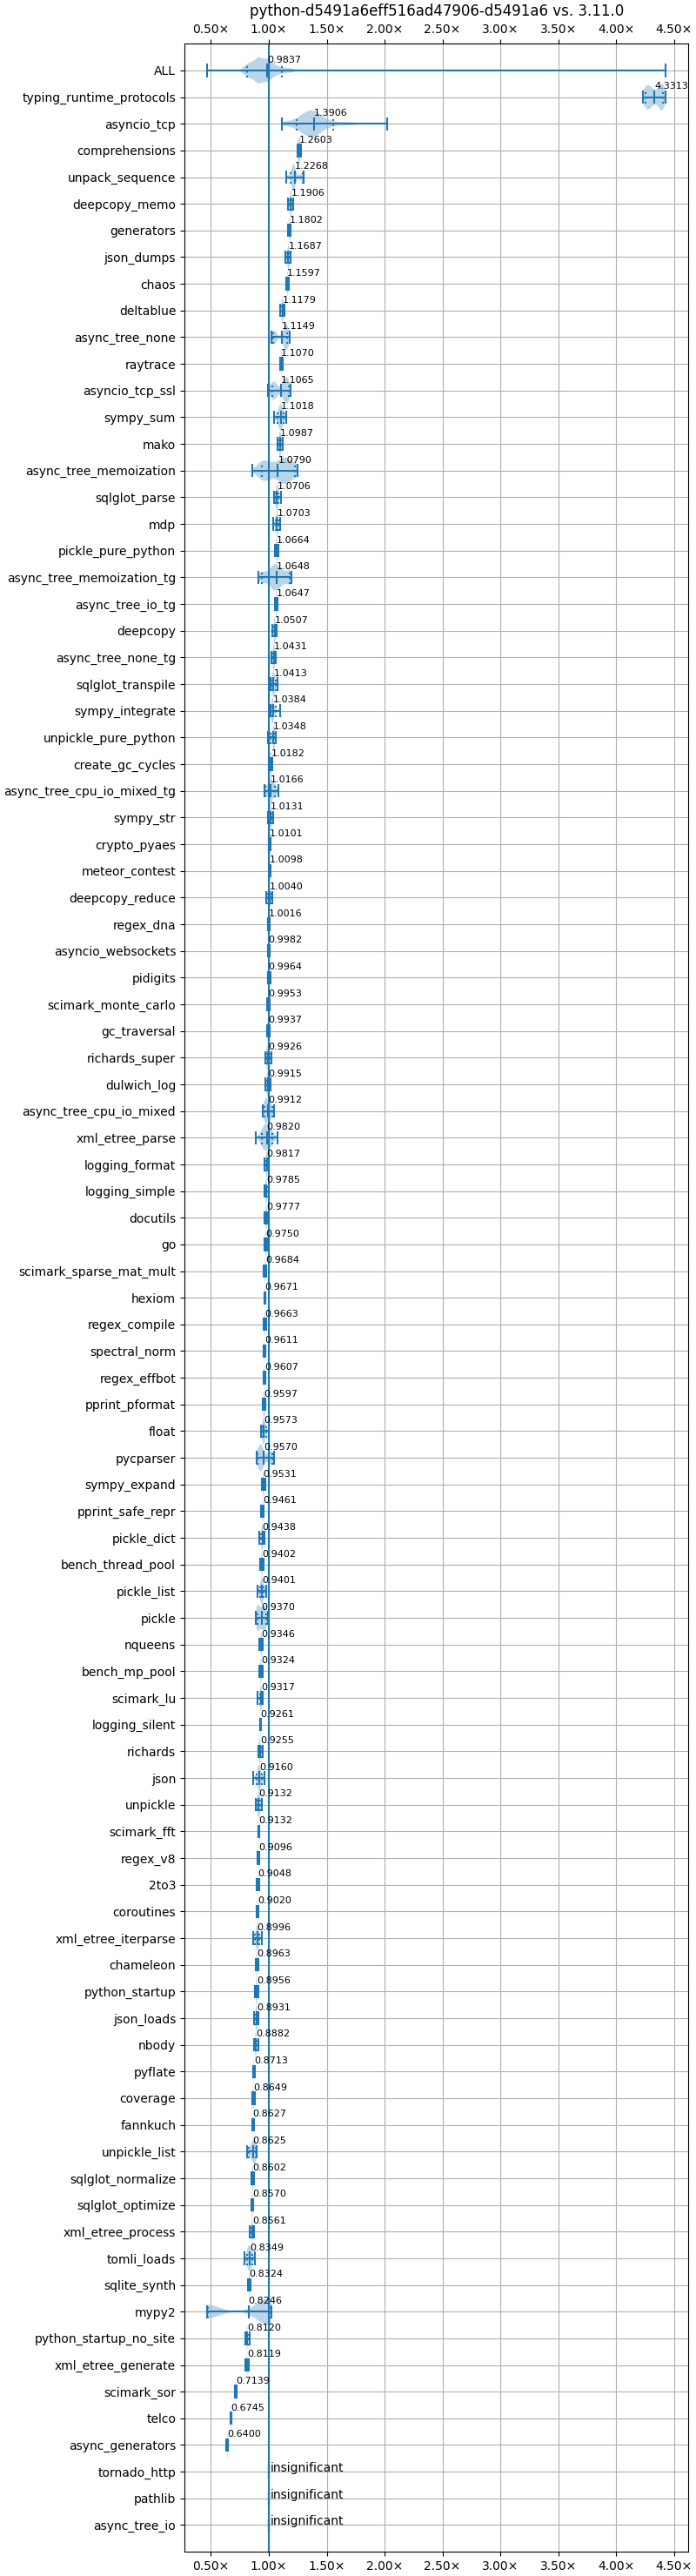 python-d5491a6eff516ad47906-d5491a6 vs. 3.11.0
0.50× 1.00× 1.50× 2.00× 2.50× 3.00× 3.50× 4.00× 4.50×
ALL 0.9837
typing_runtime_protocols 4.3313
asyncio_tcp 1.3906
comprehensions 1.2603
unpack_sequence 1.2268
deepcopy_memo 1.1906
generators 1.1802
json_dumps 1.1687
chaos 1.1597
deltablue 1.1179
async_tree_none 1.1149
raytrace 1.1070
asyncio_tcp_ssl 1.1065
sympy_sum 1.1018
mako 1.0987
async_tree_memoization 1.0790
sqlglot_parse 1.0706
mdp 1.0703
pickle_pure_python 1.0664
async_tree_memoization_tg 1.0648
async_tree_io_tg 1.0647
deepcopy 1.0507
async_tree_none_tg 1.0431
sqlglot_transpile 1.0413
sympy_integrate 1.0384
unpickle_pure_python 1.0348
create_gc_cycles 1.0182
async_tree_cpu_io_mixed_tg 1.0166
sympy_str 1.0131
crypto_pyaes 1.0101
meteor_contest 1.0098
deepcopy_reduce 1.0040
regex_dna 1.0016
asyncio_websockets 0.9982
pidigits 0.9964
scimark_monte_carlo 0.9953
gc_traversal 0.9937
richards_super 0.9926
dulwich_log 0.9915
async_tree_cpu_io_mixed 0.9912
xml_etree_parse 0.9820
logging_format 0.9817
logging_simple 0.9785
docutils 0.9777
go 0.9750
scimark_sparse_mat_mult 0.9684
hexiom 0.9671
regex_compile 0.9663
spectral_norm 0.9611
regex_effbot 0.9607
pprint_pformat 0.9597
float 0.9573
pycparser 0.9570
sympy_expand 0.9531
pprint_safe_repr 0.9461
pickle_dict 0.9438
bench_thread_pool 0.9402
pickle_list 0.9401
pickle 0.9370
nqueens 0.9346
bench_mp_pool 0.9324
scimark_lu 0.9317
logging_silent 0.9261
richards 0.9255
json 0.9160
unpickle 0.9132
scimark_fft 0.9132
regex_v8 0.9096
2to3 0.9048
coroutines 0.9020
xml_etree_iterparse 0.8996
chameleon 0.8963
python_startup 0.8956
json_loads 0.8931
nbody 0.8882
pyflate 0.8713
coverage 0.8649
fannkuch 0.8627
unpickle_list 0.8625
sqlglot_normalize 0.8602
sqlglot_optimize 0.8570
xml_etree_process 0.8561
tomli_loads 0.8349
sqlite_synth 0.8324
mypy2 0.8246
python_startup_no_site 0.8120
xml_etree_generate 0.8119
scimark_sor 0.7139
telco 0.6745
async_generators 0.6400
tornado_http insignificant
pathlib insignificant
async_tree_io insignificant
0.50× 1.00× 1.50× 2.00× 2.50× 3.00× 3.50× 4.00× 4.50×